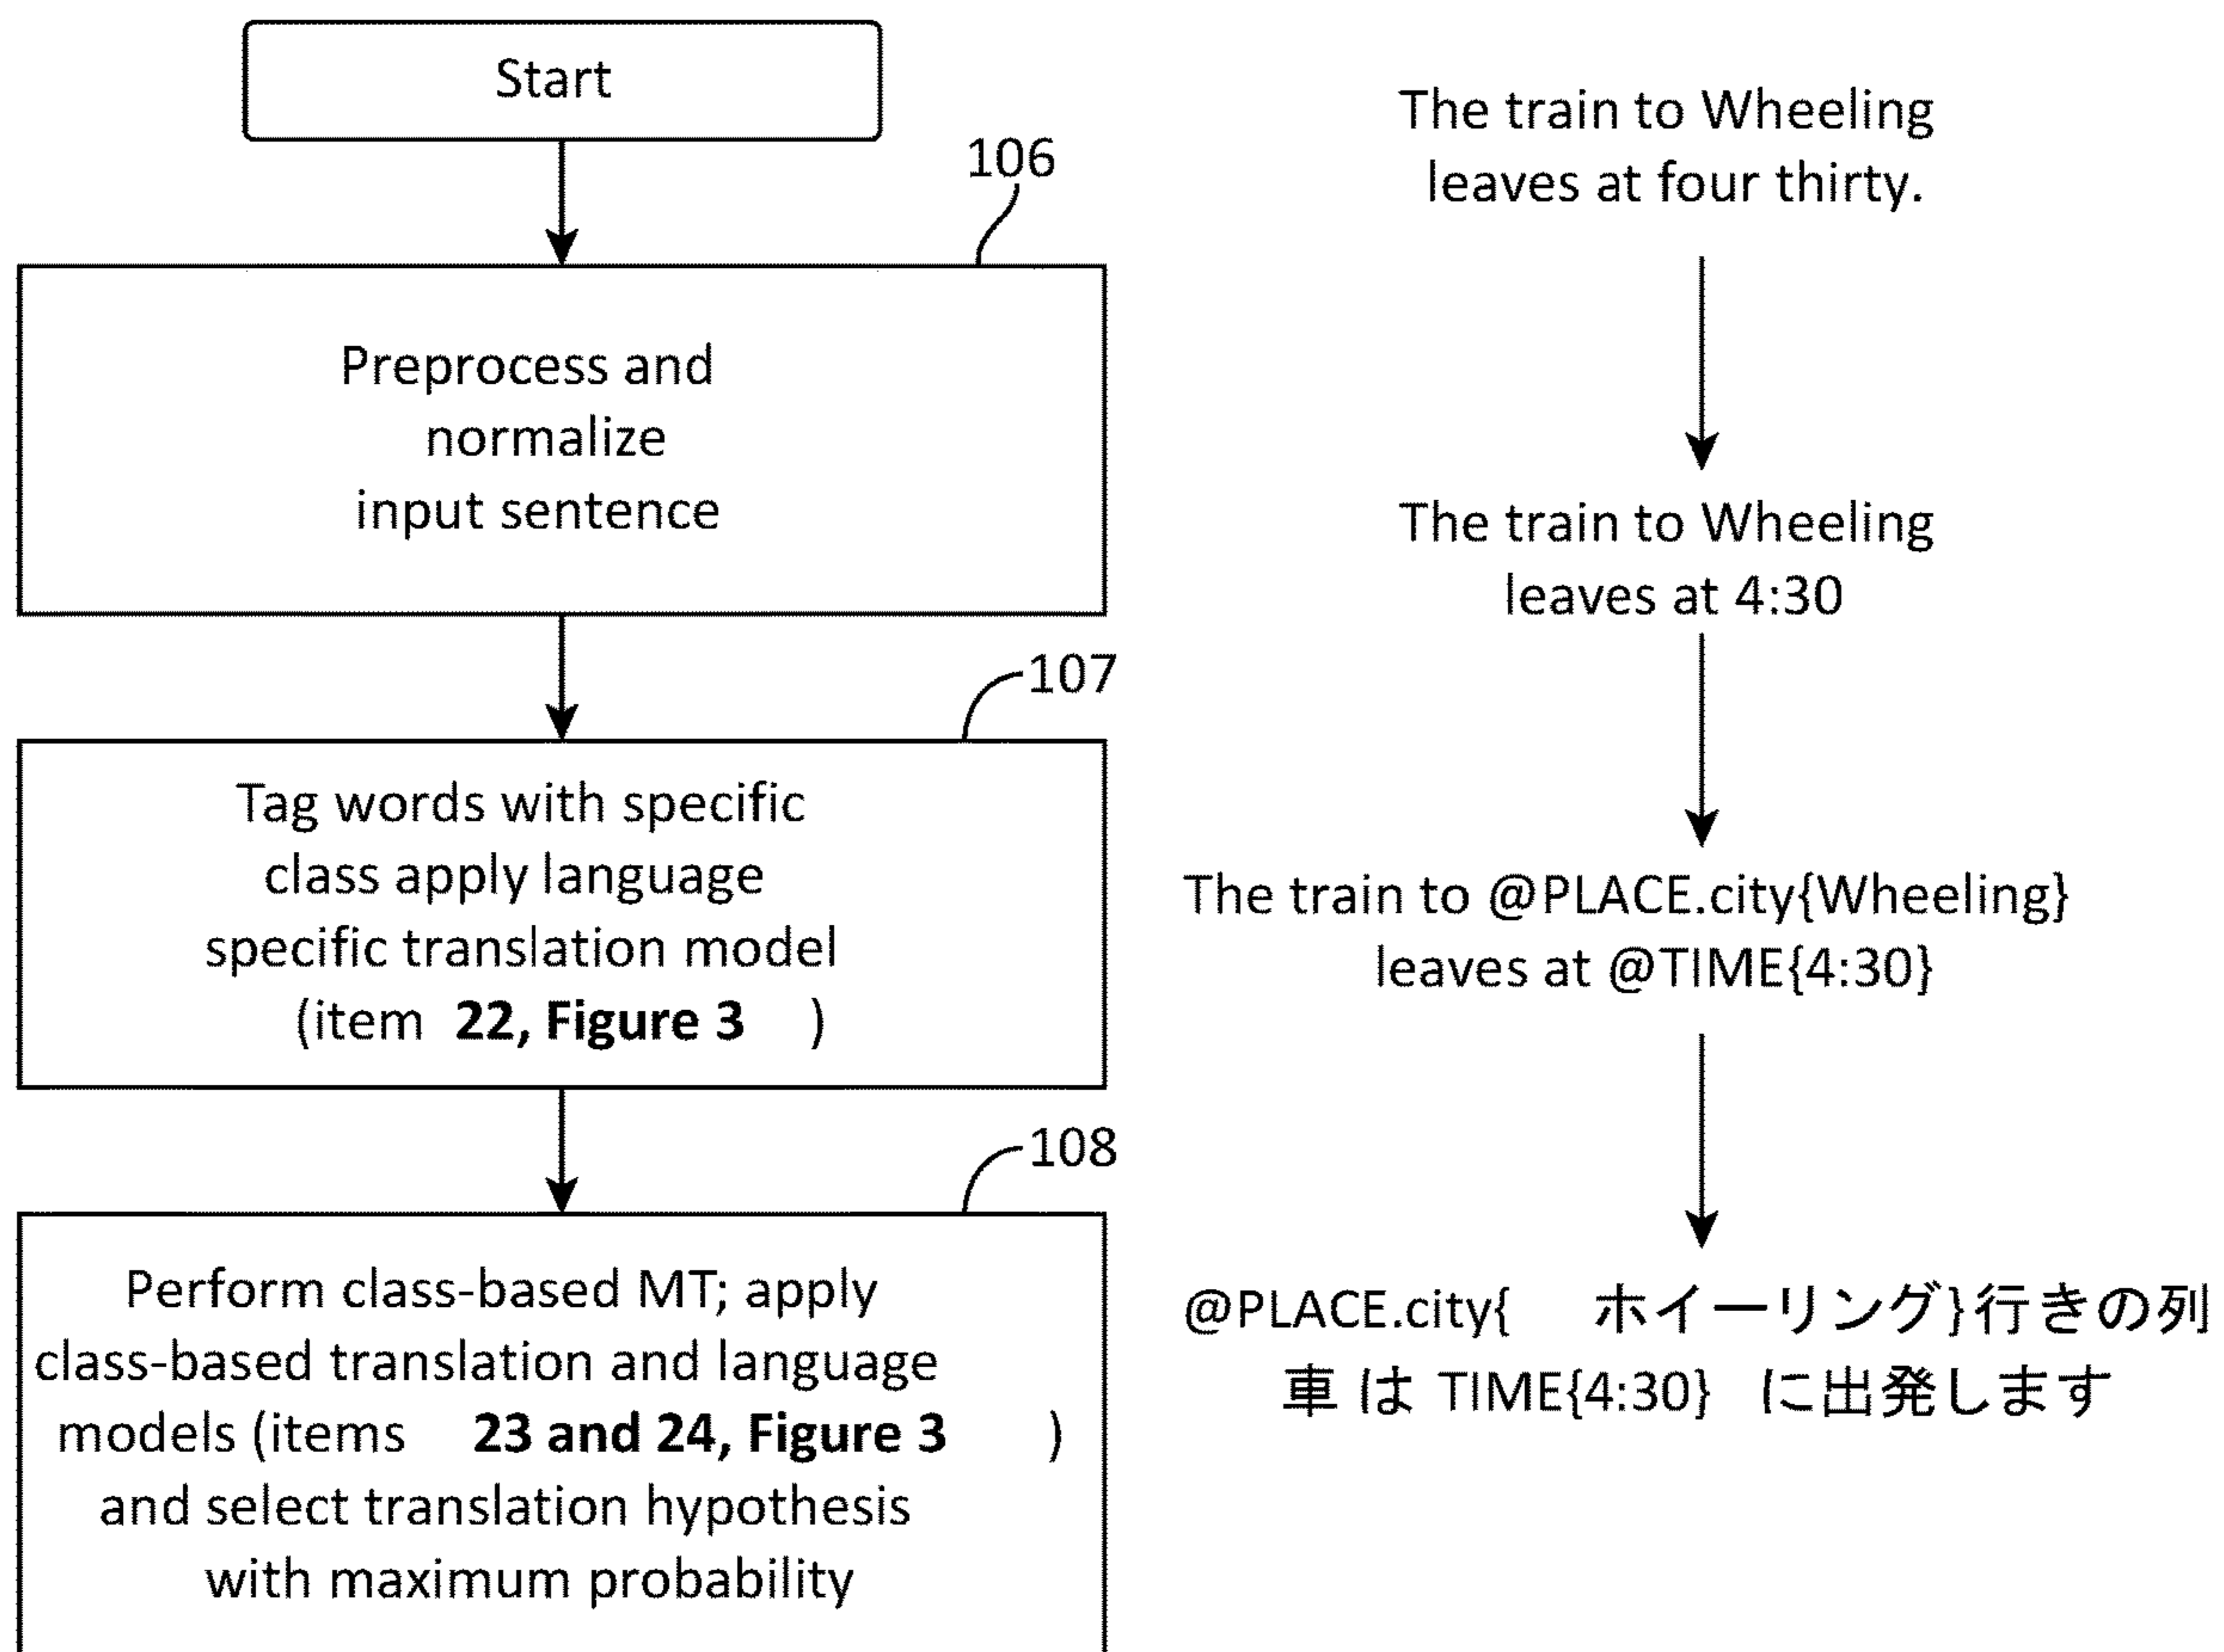 Start
106
Preprocess and
normalize
input sentence
107
Tag words with specific
class apply language
specific translation model
(item 22, Figure 3 )
108
Perform class-based MT; apply
class-based translation and language
models (items 23 and 24, Figure 3 )
and select translation hypothesis
with maximum probability
The train to Wheeling
leaves at four thirty.
The train to Wheeling
leaves at 4:30
The train to @PLACE.city{Wheeling}
leaves at @TIME{4:30}
@PLACE.city{ ホイーリング}行きの列
車 は TIME{4:30} に出発します